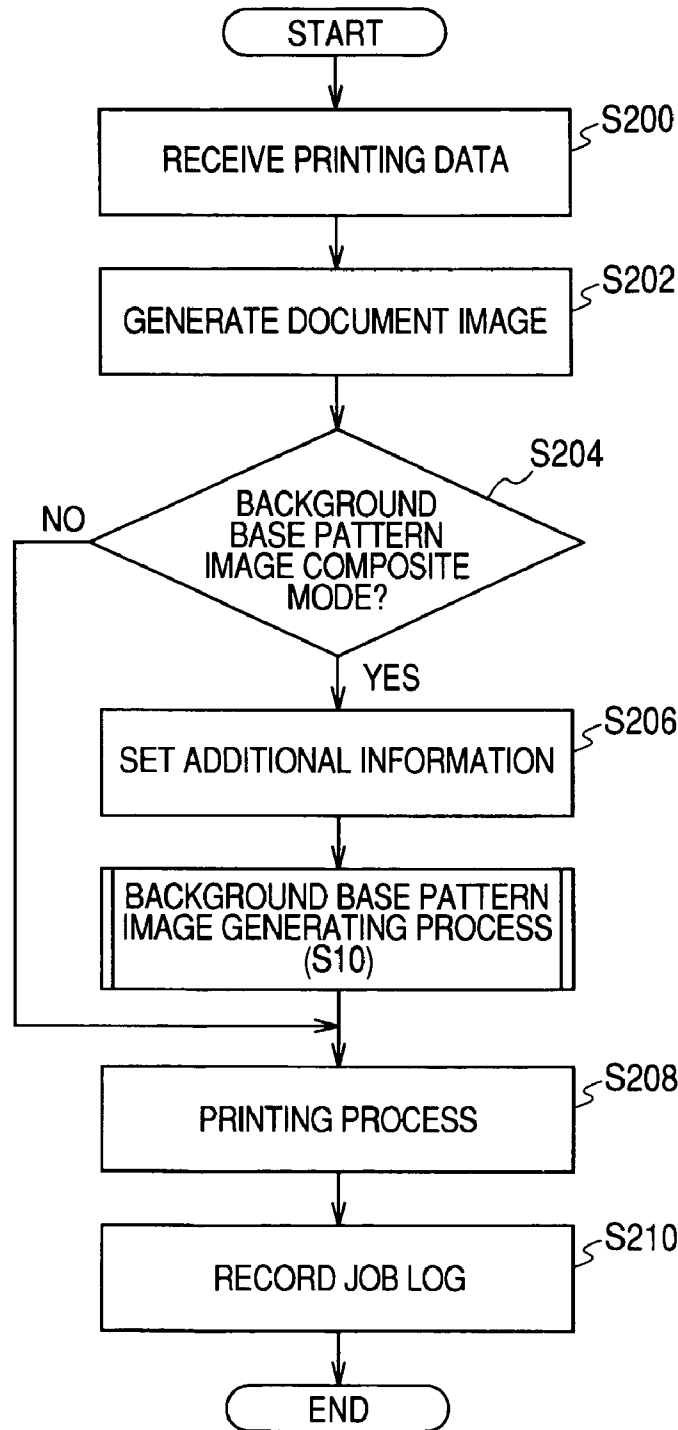 START
S200
RECEIVE PRINTING DATA
S202
GENERATE DOCUMENT IMAGE
S204
NO
BACKGROUND
BASE PATTERN
IMAGE COMPOSITE
MODE?
YES
S206
SET ADDITIONAL INFORMATION
BACKGROUND BASE PATTERN
IMAGE GENERATING PROCESS
(S10)
S208
PRINTING PROCESS
S210
RECORD JOB LOG
END